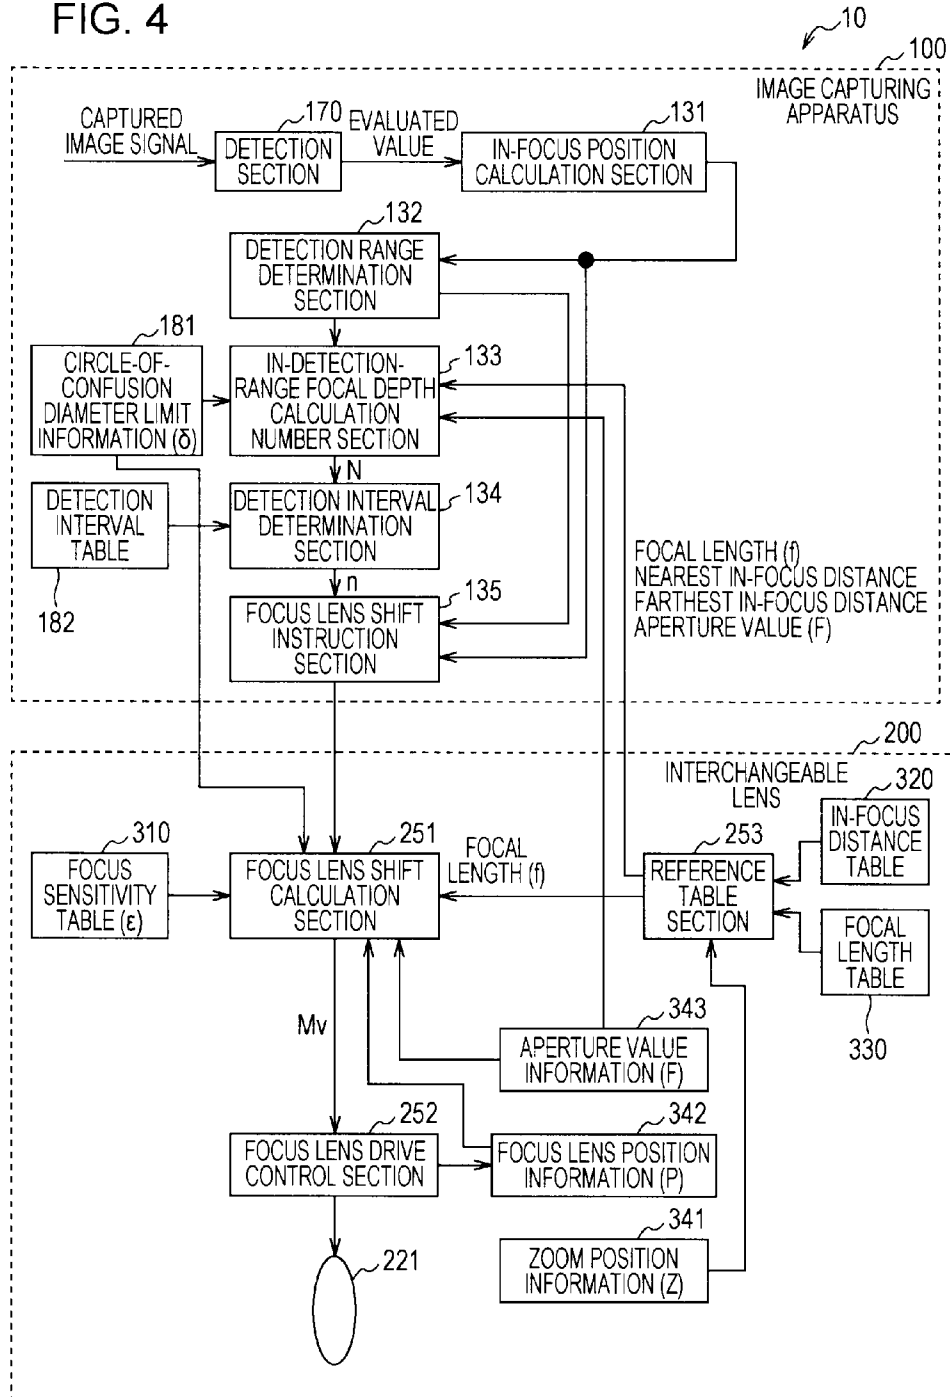 FIG. 4
10
100
IMAGE CAPTURING
APPARATUS
CAPTURED
IMAGE SIGNAL
170
DETECTION
SECTION
EVALUATED
VALUE
131
IN-FOCUS POSITION
CALCULATION SECTION
132
DETECTION RANGE
DETERMINATION
SECTION
181
CIRCLE-OF-
CONFUSION
DIAMETER LIMIT
INFORMATION (δ)
133
IN-DETECTION-
RANGE FOCAL DEPTH
CALCULATION
NUMBER SECTION
N
DETECTION
INTERVAL
TABLE
182
134
DETECTION INTERVAL
DETERMINATION
SECTION
n
135
FOCUS LENS SHIFT
INSTRUCTION
SECTION
FOCAL LENGTH (f)
NEAREST IN-FOCUS DISTANCE
FARTHEST IN-FOCUS DISTANCE
APERTURE VALUE (F)
200
INTERCHANGEABLE
LENS
320
IN-FOCUS
DISTANCE
TABLE
310
FOCUS
SENSITIVITY
TABLE (ε)
251
FOCUS LENS SHIFT
CALCULATION
SECTION
FOCAL
LENGTH (f)
253
REFERENCE
TABLE
SECTION
FOCAL
LENGTH
TABLE
330
Mv
343
APERTURE VALUE
INFORMATION (F)
252
FOCUS LENS DRIVE
CONTROL SECTION
342
FOCUS LENS POSITION
INFORMATION (P)
341
ZOOM POSITION
INFORMATION (Z)
221